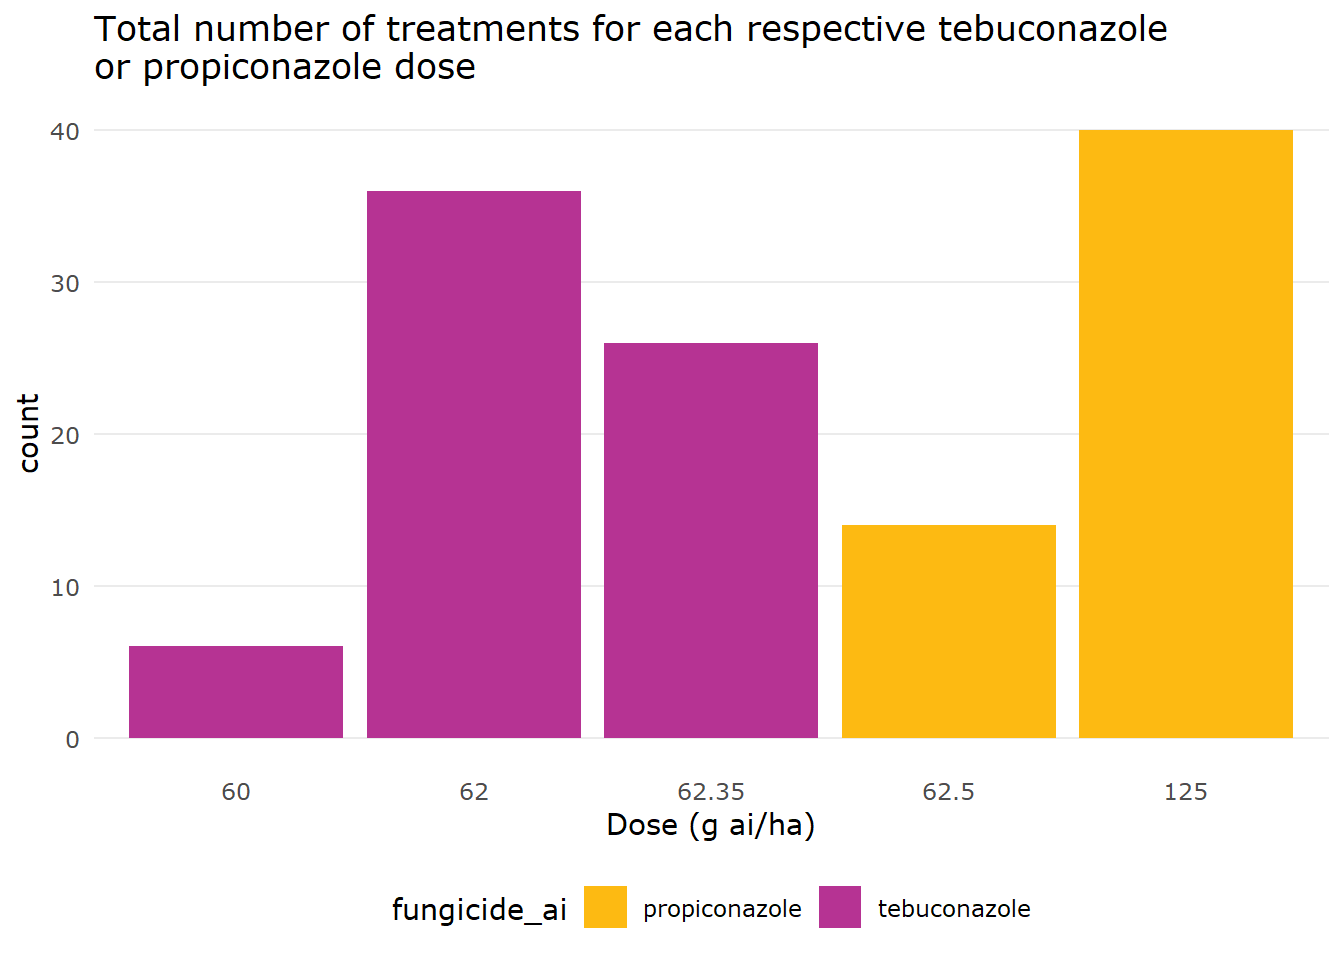 Total number of treatments for each respective tebuconazole
or propiconazole dose
40
30
20
10
0
count
60 62 62.35 62.5 125
Dose (g ai/ha)
fungicide_ai propiconazole tebuconazole